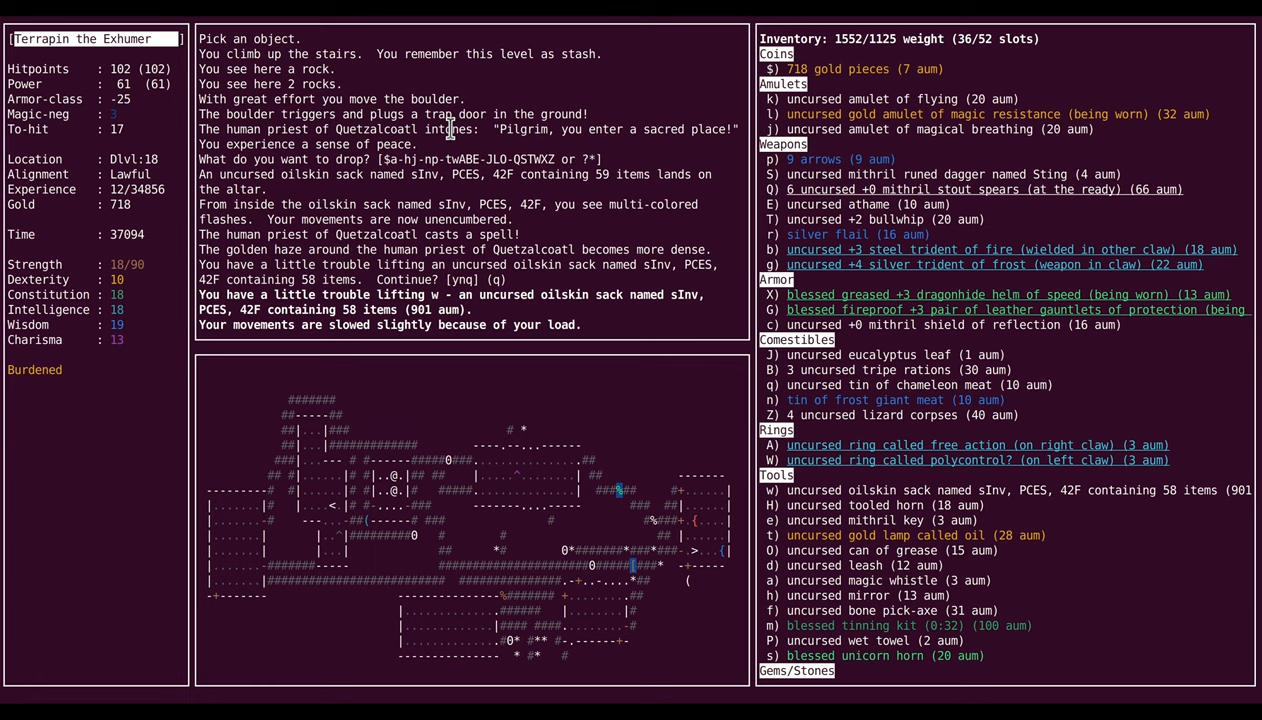 [Terrapin the Exhumer ]
Hitpoints : 102 (102)
Power : 61 (61)
Armor-class : -25
Magic-neg : 3
To-hit : 17
Location : Dlvl:18
Alignment : Lawful
Experience : 12/34856
Gold : 718
Time : 37094
Strength : 18/90
Dexterity : 10
Constitution : 18
Intelligence : 18
Wisdom : 19
Charisma : 13
Burdened
Pick an object.
You climb up the stairs.  You remember this level as stash.
You see here a rock.
You see here 2 rocks.
With great effort you move the boulder.
The boulder triggers and plugs a trap door in the ground!
The human priest of Quetzalcoatl intones:  "Pilgrim, you enter a sacred place!"
You experience a sense of peace.
What do you want to drop? [$a-hj-np-twABE-JLO-QSTWXZ or ?*]
An uncursed oilskin sack named sInv, PCES, 42F containing 59 items lands on
the altar.
From inside the oilskin sack named sInv, PCES, 42F, you see multi-colored
flashes.  Your movements are now unencumbered.
The human priest of Quetzalcoatl casts a spell!
The golden haze around the human priest of Quetzalcoatl becomes more dense.
You have a little trouble lifting an uncursed oilskin sack named sInv, PCES,
42F containing 58 items.  Continue? [ynq] (q)
You have a little trouble lifting w - an uncursed oilskin sack named sInv,
PCES, 42F containing 58 items (901 aum).
Your movements are slowed slightly because of your load.
Inventory: 1552/1125 weight (36/52 slots)
Coins
$) 718 gold pieces (7 aum)
Amulets
k) uncursed amulet of flying (20 aum)
l) uncursed gold amulet of magic resistance (being worn) (32 aum)
j) uncursed amulet of magical breathing (20 aum)
Weapons
p) 9 arrows (9 aum)
S) uncursed mithril runed dagger named Sting (4 aum)
Q) 6 uncursed +0 mithril stout spears (at the ready) (66 aum)
E) uncursed athame (10 aum)
T) uncursed +2 bullwhip (20 aum)
r) silver flail (16 aum)
b) uncursed +3 steel trident of fire (wielded in other claw) (18 aum)
g) uncursed +4 silver trident of frost (weapon in claw) (22 aum)
Armor
X) blessed greased +3 dragonhide helm of speed (being worn) (13 aum)
G) blessed fireproof +3 pair of leather gauntlets of protection (being
c) uncursed +0 mithril shield of reflection (16 aum)
Comestibles
J) uncursed eucalyptus leaf (1 aum)
B) 3 uncursed tripe rations (30 aum)
q) uncursed tin of chameleon meat (10 aum)
n) tin of frost giant meat (10 aum)
Z) 4 uncursed lizard corpses (40 aum)
Rings
A) uncursed ring called free action (on right claw) (3 aum)
W) uncursed ring called polycontrol? (on left claw) (3 aum)
Tools
w) uncursed oilskin sack named sInv, PCES, 42F containing 58 items (901
H) uncursed tooled horn (18 aum)
e) uncursed mithril key (3 aum)
t) uncursed gold lamp called oil (28 aum)
O) uncursed can of grease (15 aum)
d) uncursed leash (12 aum)
a) uncursed magic whistle (3 aum)
h) uncursed mirror (13 aum)
f) uncursed bone pick-axe (31 aum)
m) blessed tinning kit (0:32) (100 aum)
P) uncursed wet towel (2 aum)
s) blessed unicorn horn (20 aum)
Gems/Stones